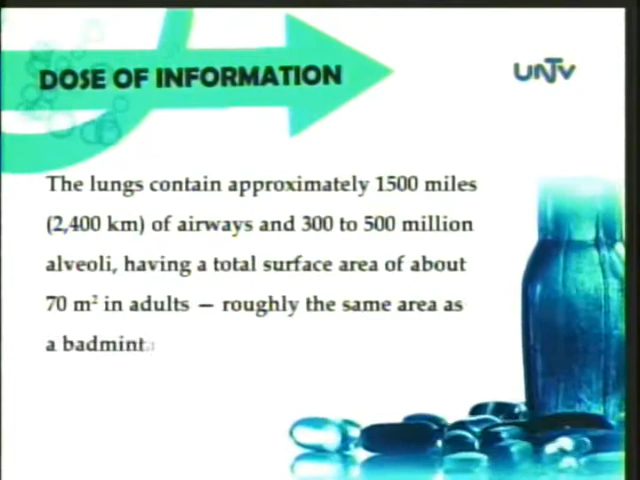 DOSE OF INFORMATION
UNTV
The lungs contain approximately 1500 miles
(2,400 km) of airways and 300 to 500 million
alveoli, having a total surface area of about
70 m² in adults — roughly the same area as
a badmint